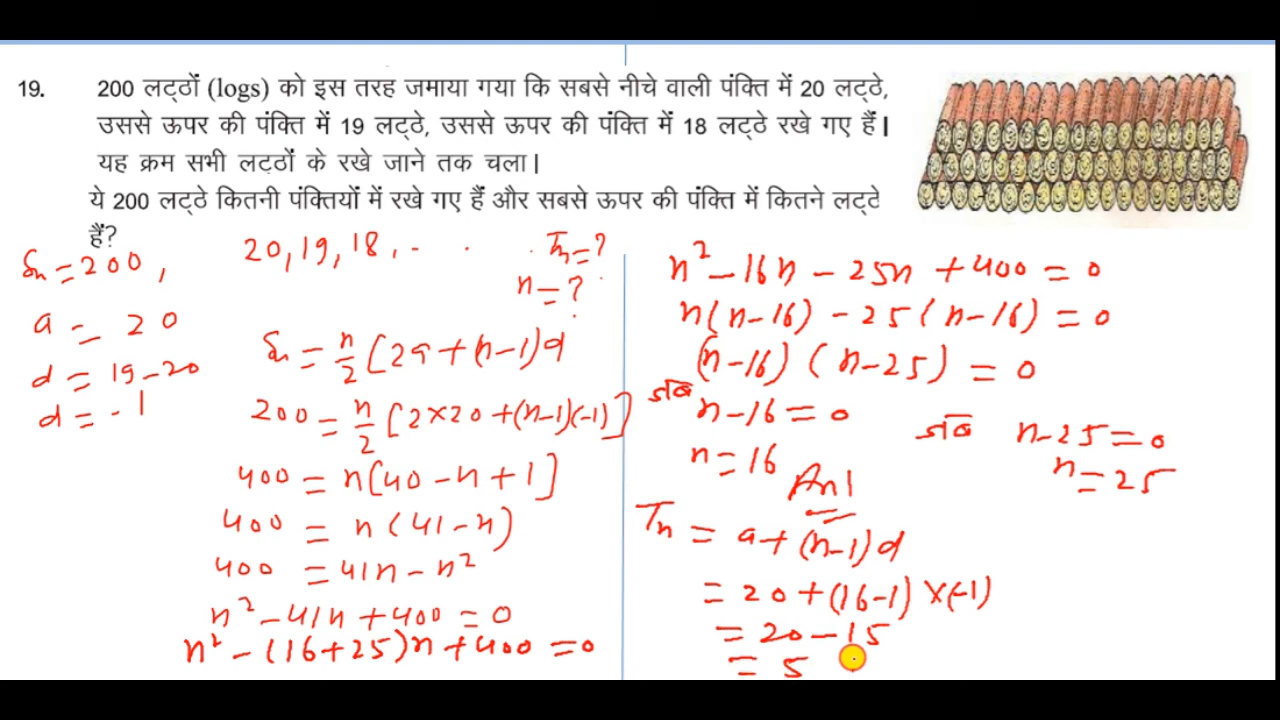 19. 200 लट्ठों (logs) को इस तरह जमाया गया कि सबसे नीचे वाली पंक्ति में 20 लट्ठे,
उससे ऊपर की पंक्ति में 19 लट्ठे, उससे ऊपर की पंक्ति में 18 लट्ठे रखे गए हैं।
यह क्रम सभी लट्ठों के रखे जाने तक चला।
ये 200 लट्ठे कितनी पंक्तियों में रखे गए हैं और सबसे ऊपर की पंक्ति में कितने लट्ठे
हैं?
Sn = 200,
a = 20
d = 19 - 20
d = -1
20, 19, 18, . . . Tn = ?
n = ?
Sn = n/2 [2a + (n-1)d
200 = n/2 [2×20 + (n-1)(-1)]
400 = n[40 - n + 1]
400 = n(41 - n)
400 = 41n - n²
n² - 41n + 400 = 0
n² - (16+25)n + 400 = 0
n² - 16n - 25n + 400 = 0
n(n-16) - 25(n-16) = 0
(n-16)(n-25) = 0
जब n - 16 = 0
n = 16
जब n - 25 = 0
n = 25
Tn = a + (n-1)d
= 20 + (16-1) × (-1)
= 20 - 15
= 5